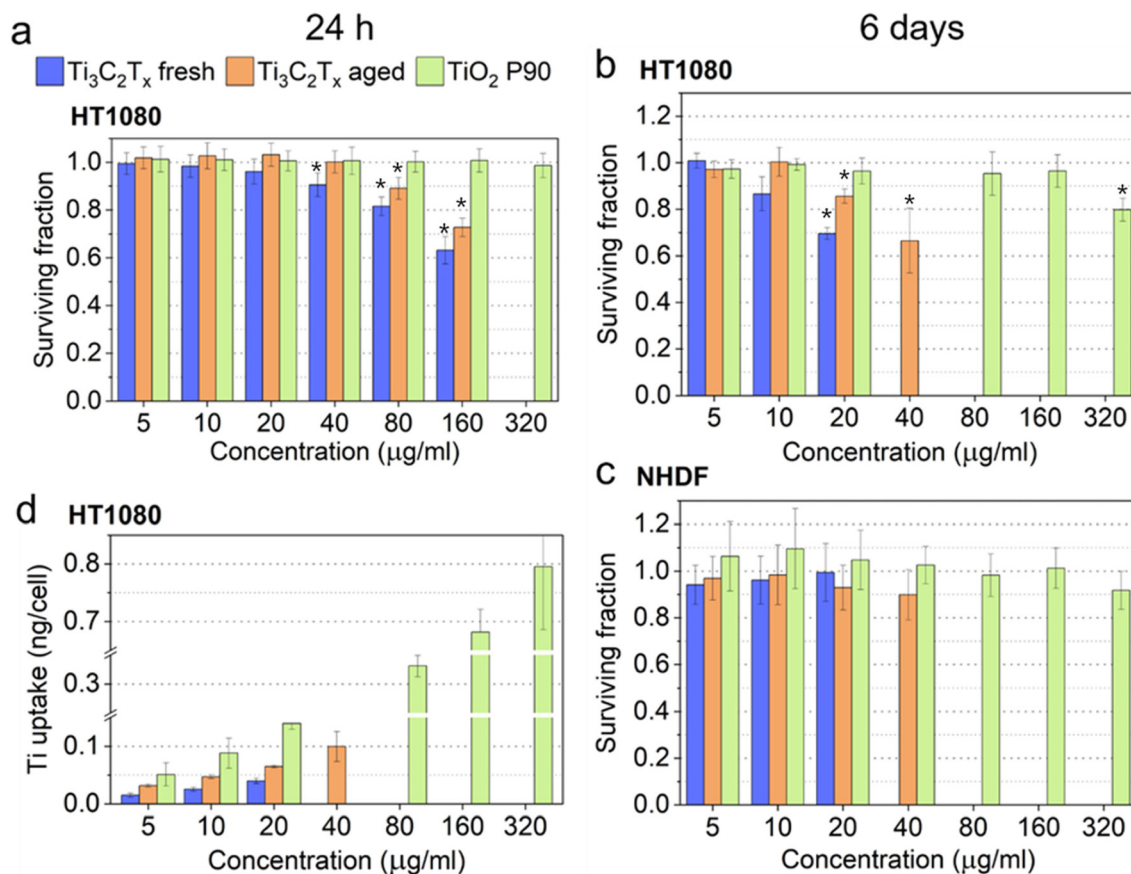 24 h
6 days
a
Ti₃C₂Tₓ fresh Ti₃C₂Tₓ aged TiO₂ P90
HT1080
Surviving fraction
1.0
0.8
0.6
0.4
0.2
0.0
* * * * *
5 10 20 40 80 160 320
Concentration (μg/ml)
b HT1080
Surviving fraction
1.2
1.0
0.8
0.6
0.4
0.2
0.0
* * * *
5 10 20 40 80 160 320
Concentration (μg/ml)
d HT1080
Ti uptake (ng/cell)
0.8
0.7
0.3
0.1
0.0
5 10 20 40 80 160 320
Concentration (μg/ml)
c NHDF
Surviving fraction
1.2
1.0
0.8
0.6
0.4
0.2
0.0
5 10 20 40 80 160 320
Concentration (μg/ml)